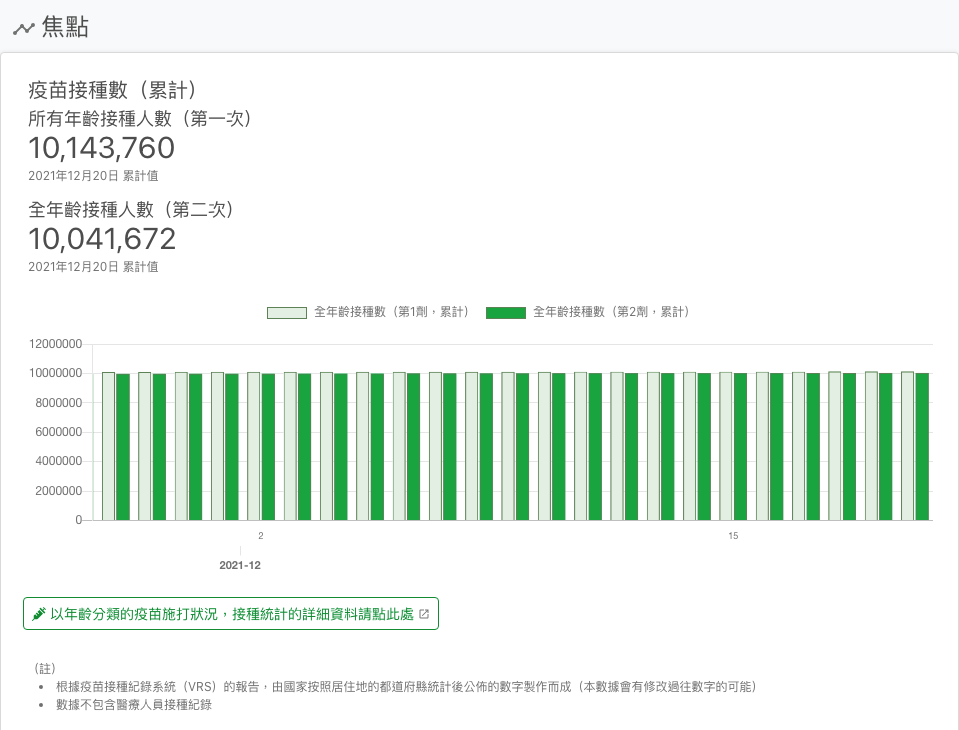 焦點
疫苗接種數（累計）
所有年齡接種人數（第一次）
10,143,760
2021年12月20日 累計值
全年齡接種人數（第二次）
10,041,672
2021年12月20日 累計值
全年齡接種數（第1劑，累計） 全年齡接種數（第2劑，累計）
12000000
10000000
8000000
6000000
4000000
2000000
0
2 15
2021-12
以年齡分類的疫苗施打狀況，接種統計的詳細資料請點此處
（註）
• 根據疫苗接種紀錄系統（VRS）的報告，由國家按照居住地的都道府縣統計後公佈的數字製作而成（本數據會有修改過往數字的可能）
• 數據不包含醫療人員接種紀錄